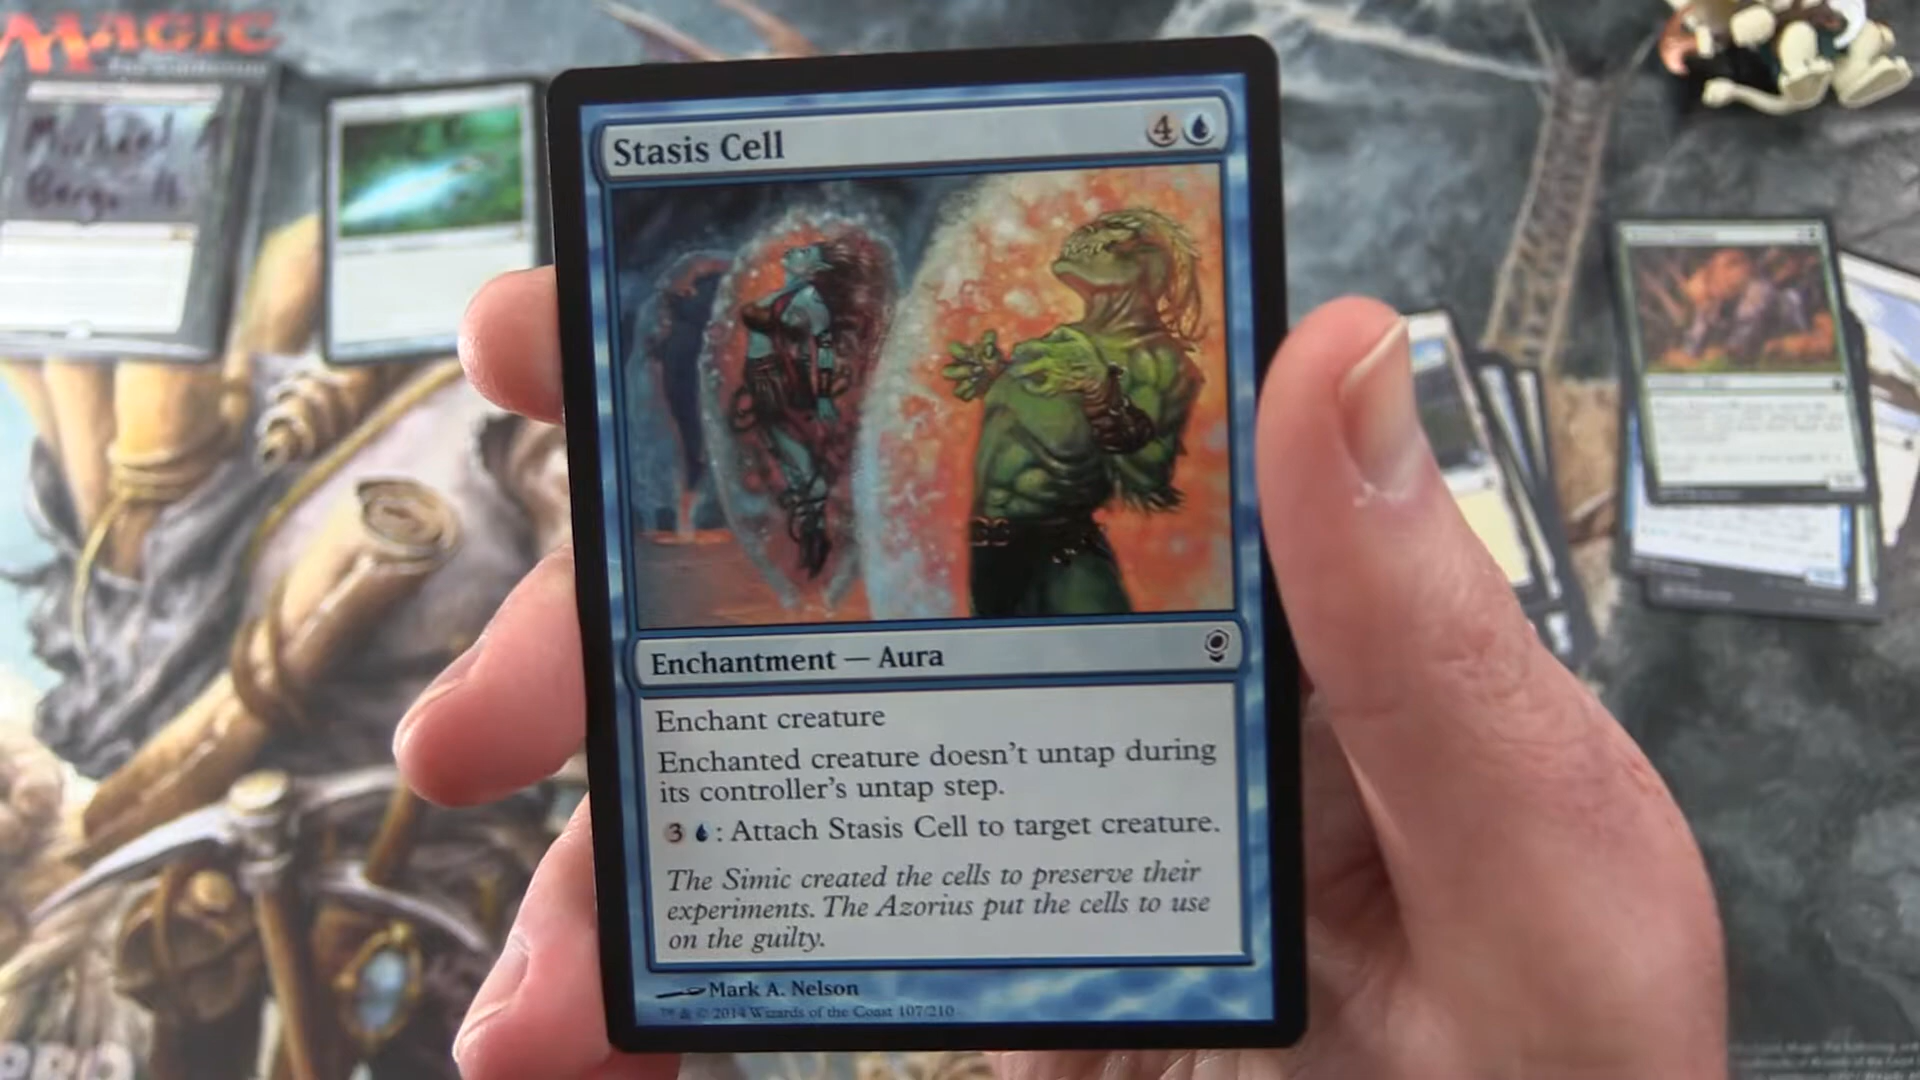 MAGIC
Stasis Cell
4
Enchantment — Aura
Enchant creature
Enchanted creature doesn't untap during
its controller's untap step.
3 : Attach Stasis Cell to target creature.
The Simic created the cells to preserve their
experiments. The Azorius put the cells to use
on the guilty.
Mark A. Nelson
™ & © 2014 Wizards of the Coast 107/210
PRO